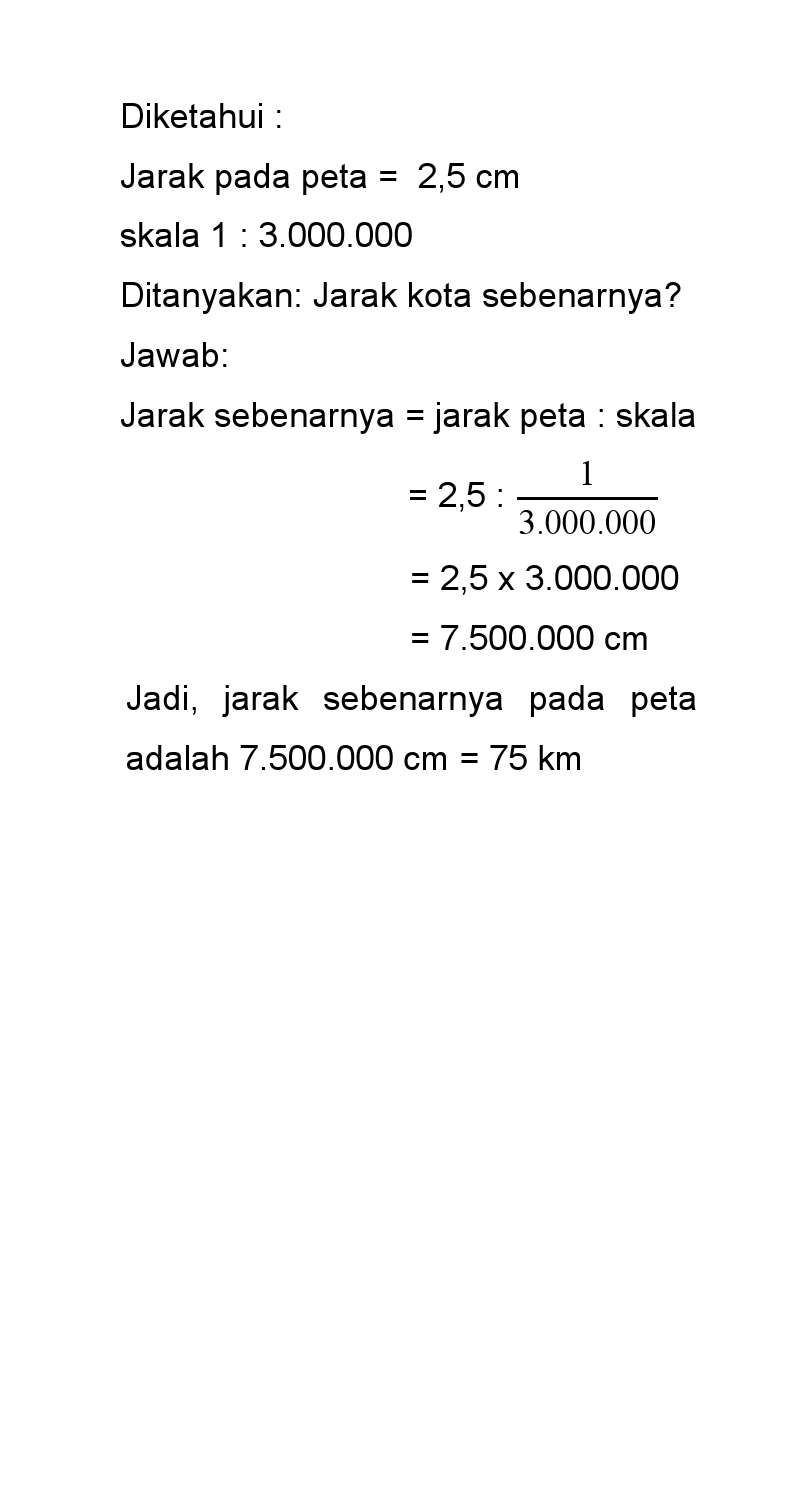 Diketahui :
Jarak pada peta = 2,5 cm
skala 1 : 3.000.000
Ditanyakan: Jarak kota sebenarnya?
Jawab:
Jarak sebenarnya = jarak peta : skala
= 2,5 : 1/3.000.000
= 2,5 x 3.000.000
= 7.500.000 cm
Jadi, jarak sebenarnya pada peta
adalah 7.500.000 cm = 75 km